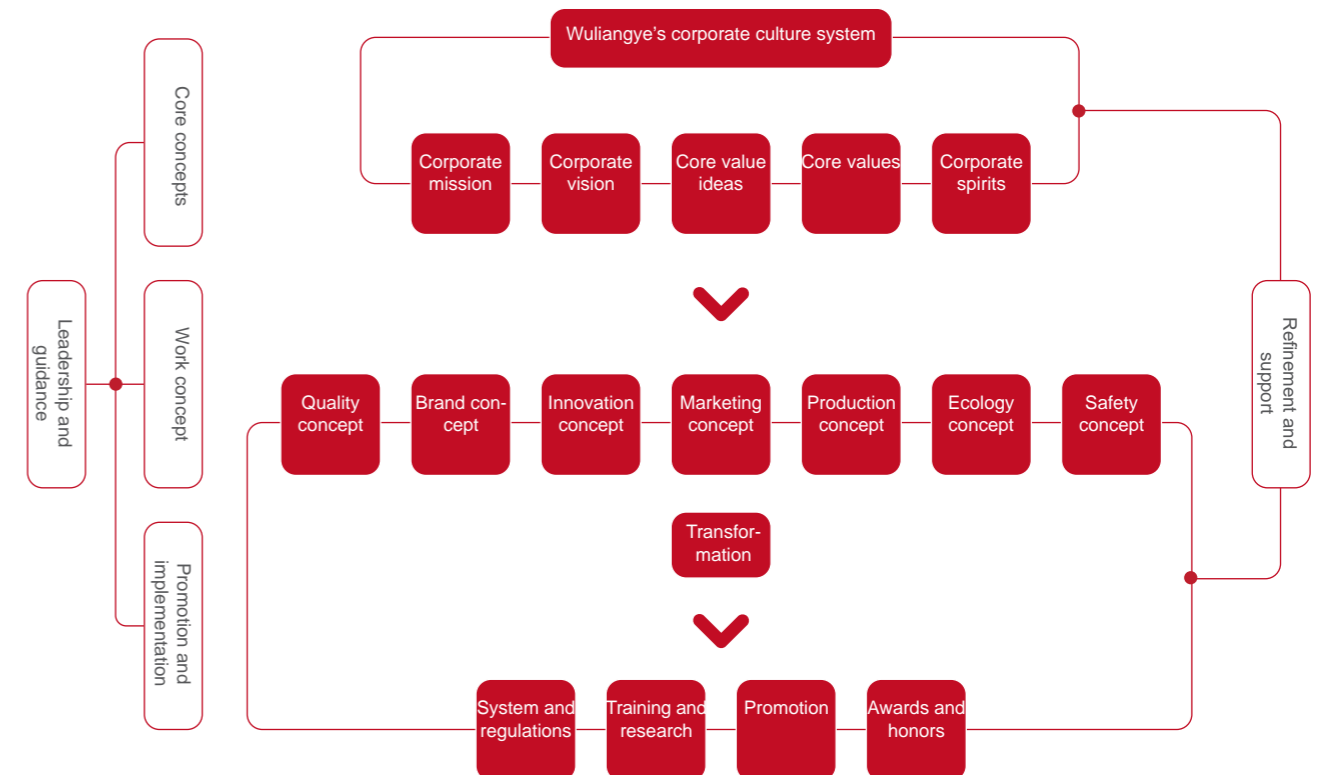 Wuliangye’s corporate culture system
Core concepts
Corporate
mission
Corporate
vision
Core value
ideas
Core values
Corporate
spirits
Leadership and
guidance
Work concept
Refinement and
support
Quality
concept
Brand con-
cept
Innovation
concept
Marketing
concept
Production
concept
Ecology
concept
Safety
concept
Transfor-
mation
Promotion and
implementation
System and
regulations
Training and
research
Promotion
Awards and
honors